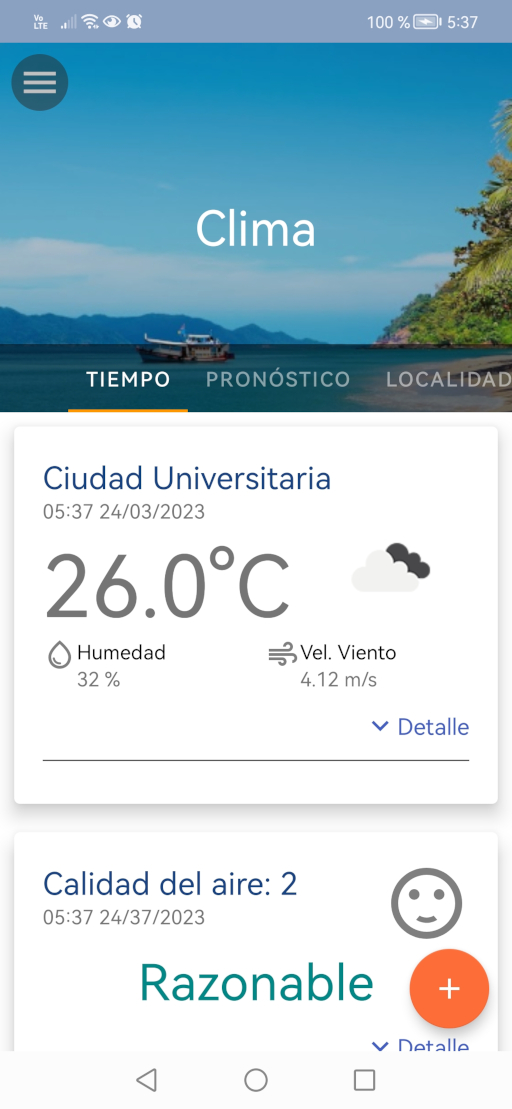 Vo
LTE
100 %
5:37
Clima
TIEMPO PRONÓSTICO LOCALIDAD
Ciudad Universitaria
05:37 24/03/2023
26.0°C
Humedad
32 %
Vel. Viento
4.12 m/s
Detalle
Calidad del aire: 2
05:37 24/37/2023
Razonable
+
Detalle